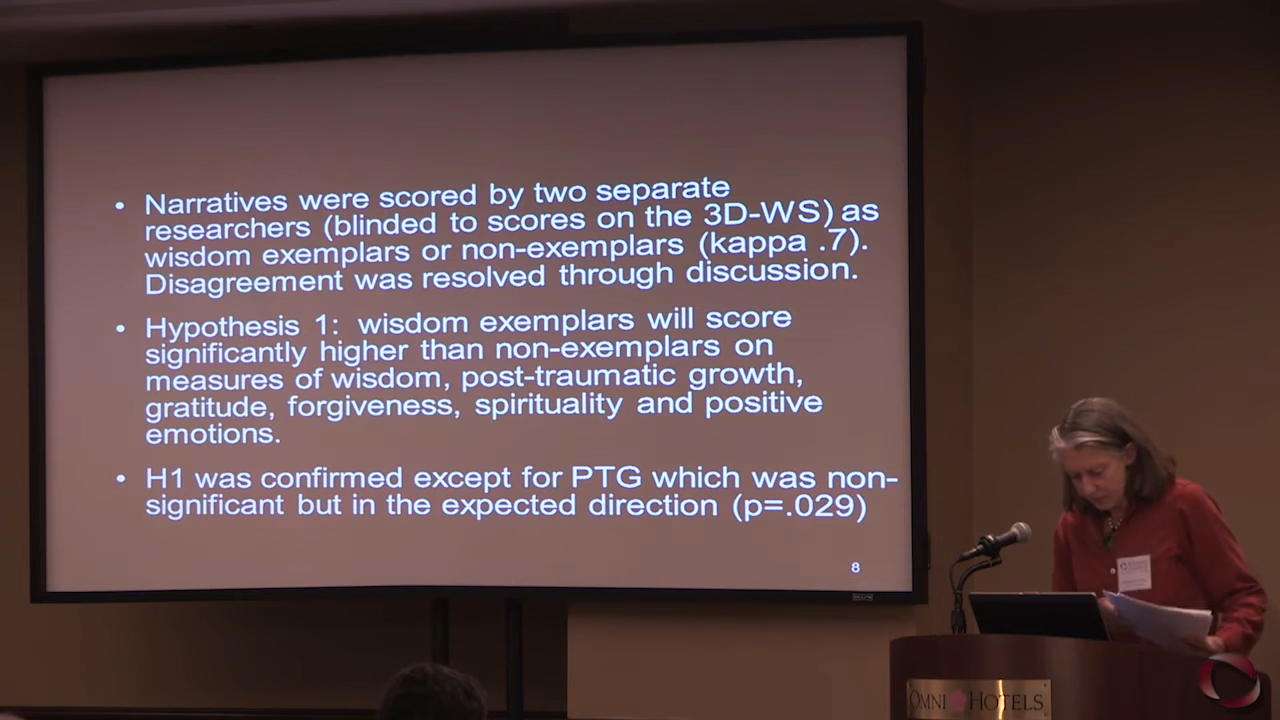 • Narratives were scored by two separate
researchers (blinded to scores on the 3D-WS) as
wisdom exemplars or non-exemplars (kappa .7).
Disagreement was resolved through discussion.
• Hypothesis 1: wisdom exemplars will score
significantly higher than non-exemplars on
measures of wisdom, post-traumatic growth,
gratitude, forgiveness, spirituality and positive
emotions.
• H1 was confirmed except for PTG which was non-
significant but in the expected direction (p=.029)
8
OMNI HOTELS